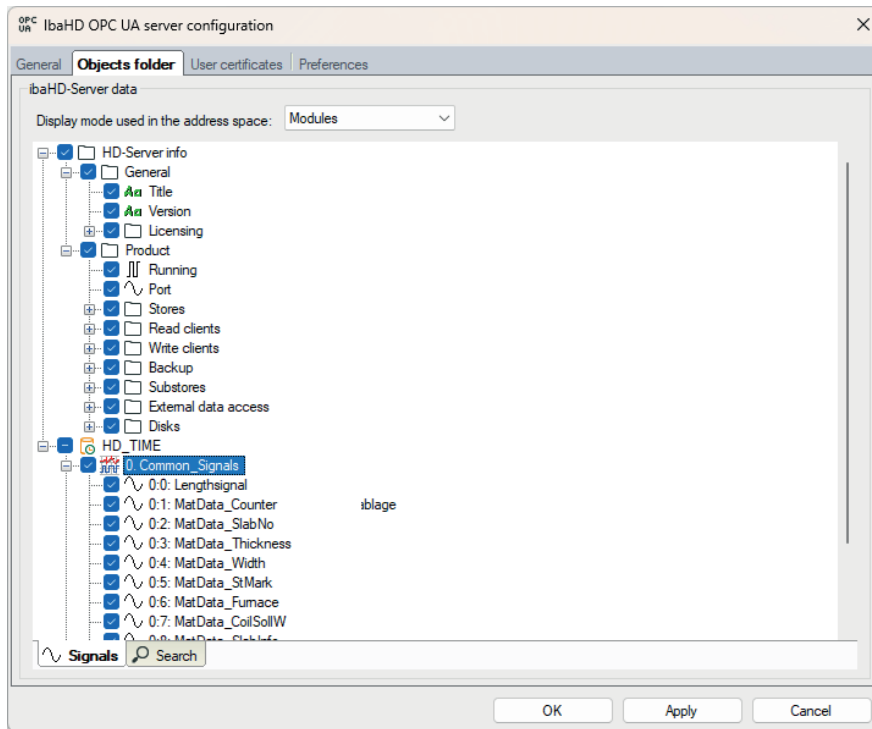 OPC UA IbaHD OPC UA server configuration
General Objects folder User certificates Preferences
ibaHD-Server data
Display mode used in the address space: Modules
HD-Server info
General
Aa Title
Aa Version
Licensing
Product
Running
Port
Stores
Read clients
Write clients
Backup
Substores
External data access
Disks
HD_TIME
0. Common_Signals
0:0: Lengthsignal
0:1: MatData_Counter ablage
0:2: MatData_SlabNo
0:3: MatData_Thickness
0:4: MatData_Width
0:5: MatData_StMark
0:6: MatData_Furnace
0:7: MatData_CoilSollW
Signals Search
OK Apply Cancel